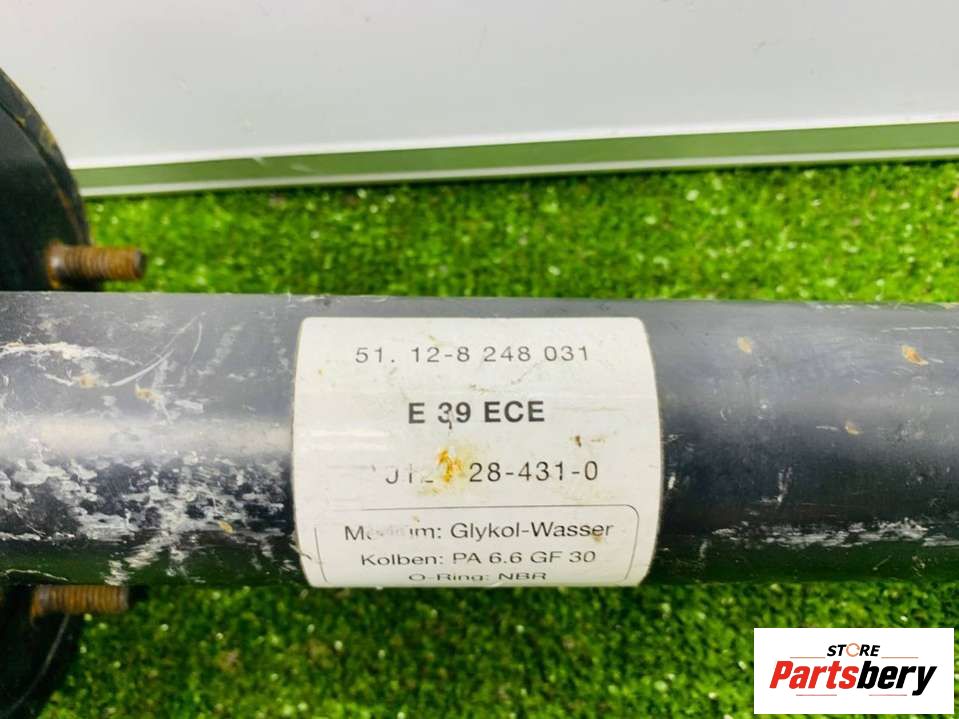 51. 12-8 248 031
E 39 ECE
28-431-0
Medium: Glykol-Wasser
Kolben: PA 6.6 GF 30
O-Ring: NBR
STORE
Partsbery